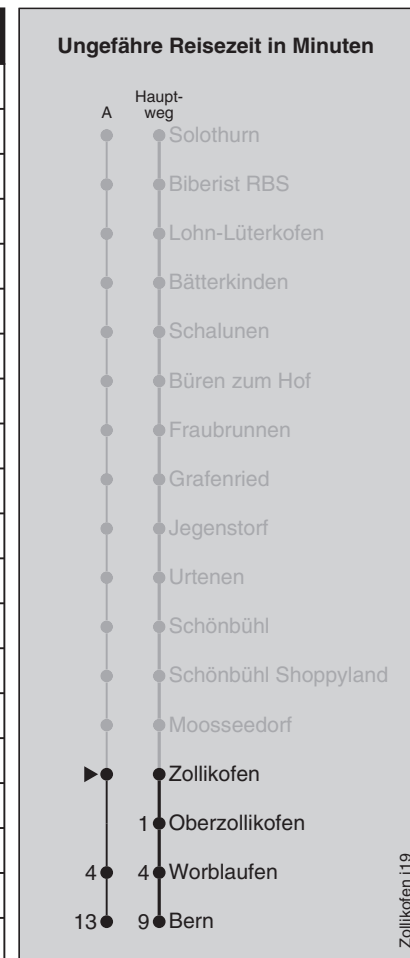 Ungefähre Reisezeit in Minuten
Haupt-
A weg
Solothurn
Biberist RBS
Lohn-Lüterkofen
Bätterkinden
Schalunen
Büren zum Hof
Fraubrunnen
Grafenried
Jegenstorf
Urtenen
Schönbühl
Schönbühl Shoppyland
Moosseedorf
Zollikofen
1 Oberzollikofen
4 4 Worblaufen
13 9 Bern
Zollikofen j19